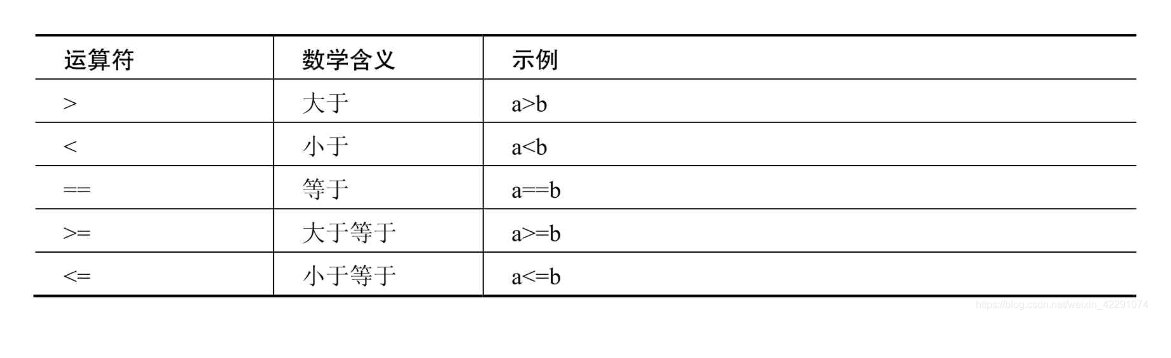 运算符 数学含义 示例
> 大于 a>b
< 小于 a<b
== 等于 a==b
>= 大于等于 a>=b
<= 小于等于 a<=b